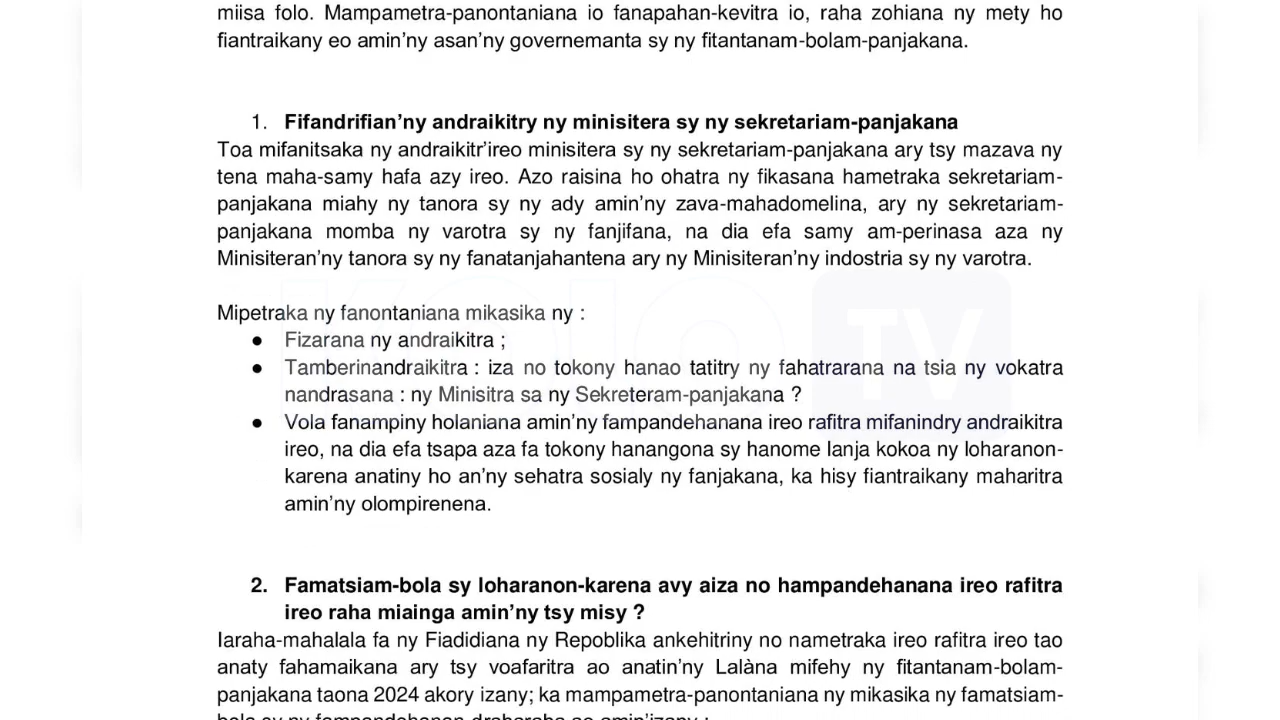 miisa folo. Mampametra-panontaniana io fanapahan-kevitra io, raha zohiana ny mety ho
fiantraikany eo amin'ny asan'ny governemanta sy ny fitantanam-bolam-panjakana.
1. Fifandrifian'ny andraikitry ny minisitera sy ny sekretariam-panjakana
Toa mifanitsaka ny andraikitr'ireo minisitera sy ny sekretariam-panjakana ary tsy mazava ny
tena maha-samy hafa azy ireo. Azo raisina ho ohatra ny fikasana hametraka sekretariam-
panjakana miahy ny tanora sy ny ady amin'ny zava-mahadomelina, ary ny sekretariam-
panjakana momba ny varotra sy ny fanjifana, na dia efa samy am-perinasa aza ny
Minisiteran'ny tanora sy ny fanatanjahantena ary ny Minisiteran'ny indostria sy ny varotra.
Mipetraka ny fanontaniana mikasika ny :
● Fizarana ny andraikitra ;
● Tamberinandraikitra : iza no tokony hanao tatitry ny fahatrarana na tsia ny vokatra
nandrasana : ny Minisitra sa ny Sekreteram-panjakana ?
● Vola fanampiny holaniana amin'ny fampandehanana ireo rafitra mifanindry andraikitra
ireo, na dia efa tsapa aza fa tokony hanangona sy hanome lanja kokoa ny loharanon-
karena anatiny ho an'ny sehatra sosialy ny fanjakana, ka hisy fiantraikany maharitra
amin'ny olompirenena.
2. Famatsiam-bola sy loharanon-karena avy aiza no hampandehanana ireo rafitra
ireo raha miainga amin'ny tsy misy ?
Iaraha-mahalala fa ny Fiadidiana ny Repoblika ankehitriny no nametraka ireo rafitra ireo tao
anaty fahamaikana ary tsy voafaritra ao anatin'ny Lalàna mifehy ny fitantanam-bolam-
panjakana taona 2024 akory izany; ka mampametra-panontaniana ny mikasika ny famatsiam-
bola sy ny fampandehanan-draharaha ao amin'izany :
KOLO TV